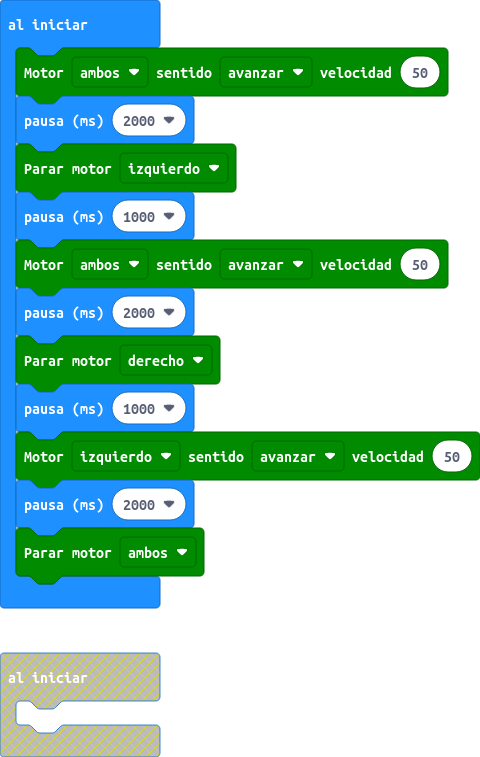 al iniciar
Motor ambos sentido avanzar velocidad 50
pausa (ms) 2000
Parar motor izquierdo
pausa (ms) 1000
Motor ambos sentido avanzar velocidad 50
pausa (ms) 2000
Parar motor derecho
pausa (ms) 1000
Motor izquierdo sentido avanzar velocidad 50
pausa (ms) 2000
Parar motor ambos
al iniciar